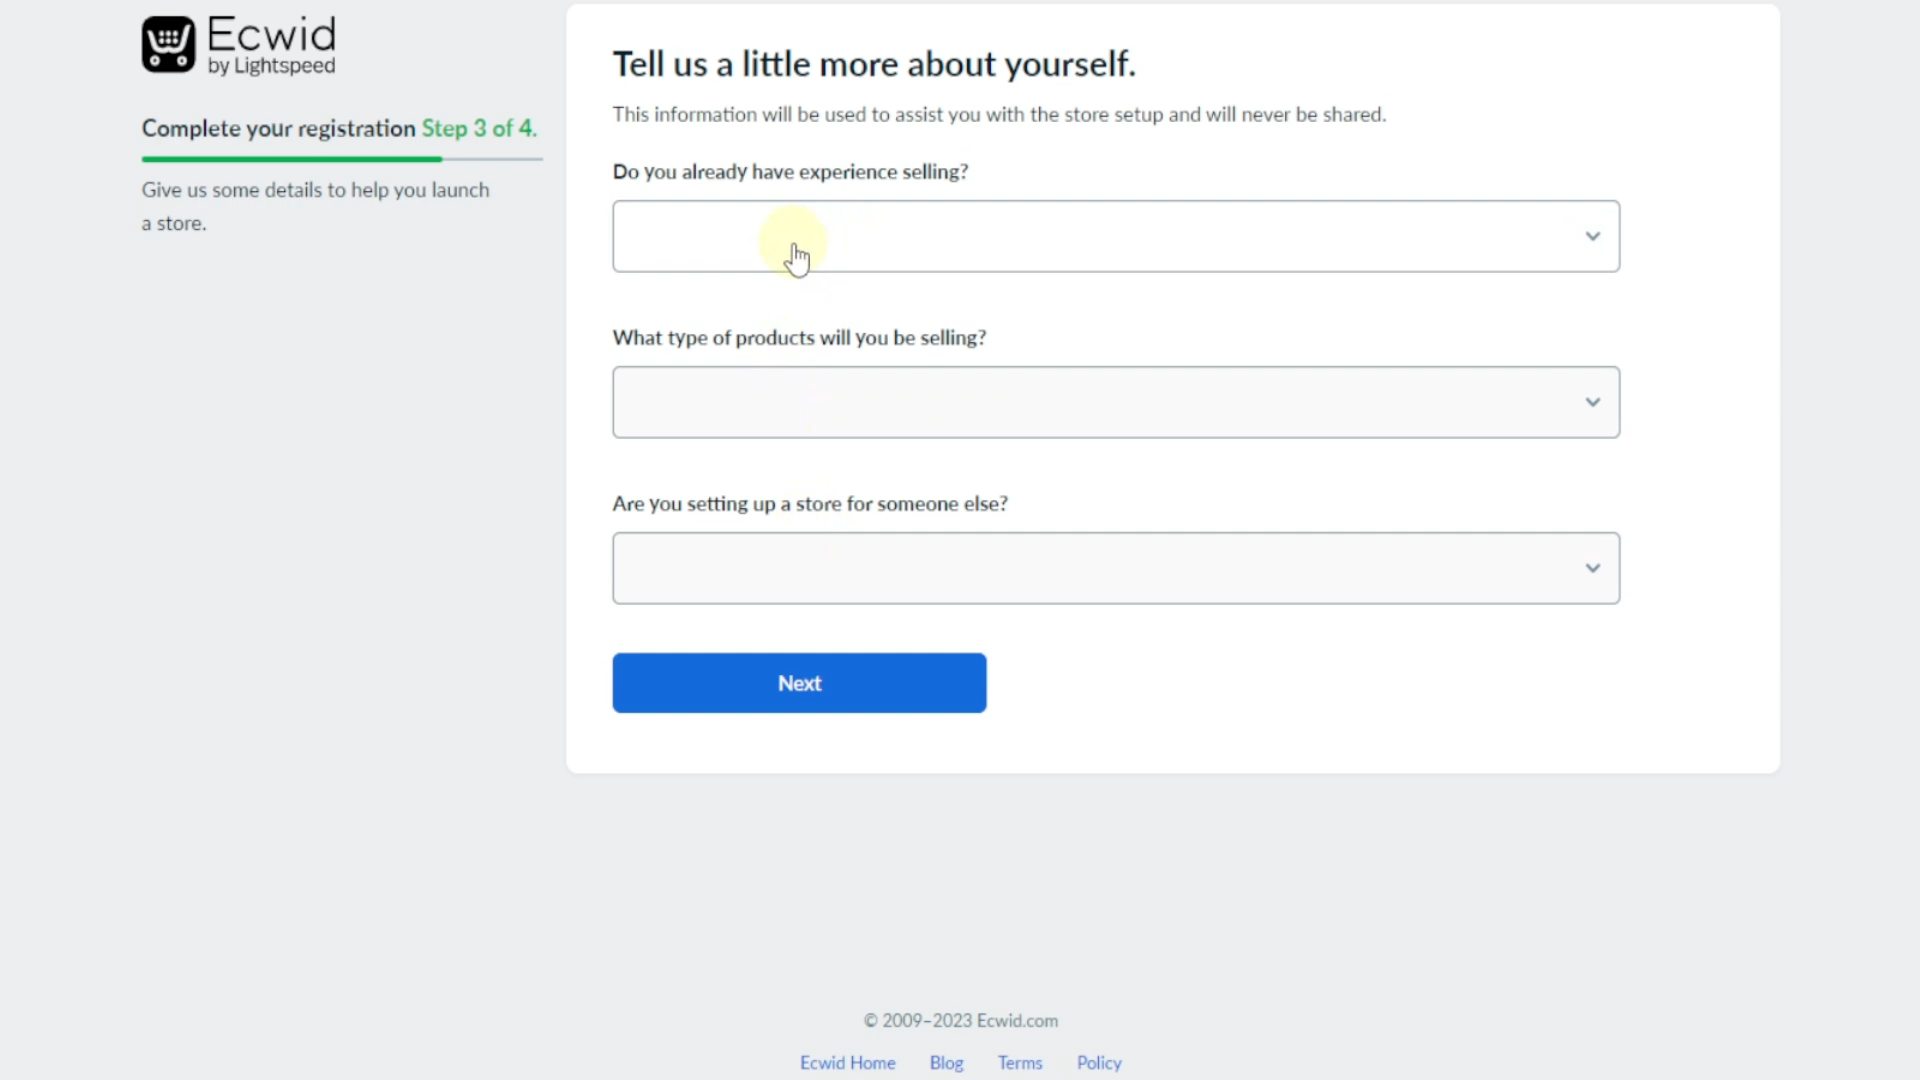 Ecwid
by Lightspeed
Complete your registration Step 3 of 4.
Give us some details to help you launch
a store.
Tell us a little more about yourself.
This information will be used to assist you with the store setup and will never be shared.
Do you already have experience selling?
What type of products will you be selling?
Are you setting up a store for someone else?
Next
© 2009–2023 Ecwid.com
Ecwid Home Blog Terms Policy